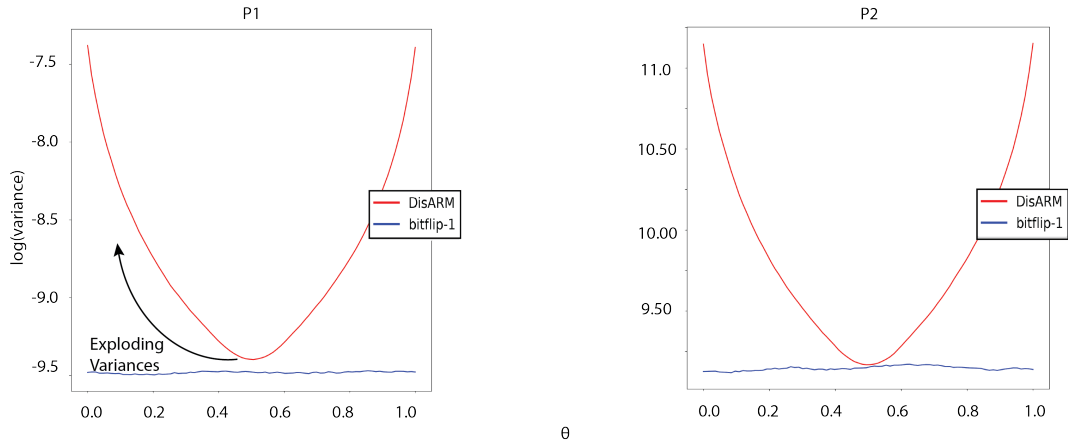 P1
P2
log(variance)
-7.5
-8.0
-8.5
-9.0
-9.5
Exploding
Variances
DisARM
bitflip-1
0.0 0.2 0.4 0.6 0.8 1.0
11.0
10.50
10.00
9.50
DisARM
bitflip-1
0.0 0.2 0.4 0.6 0.8 1.0
θ